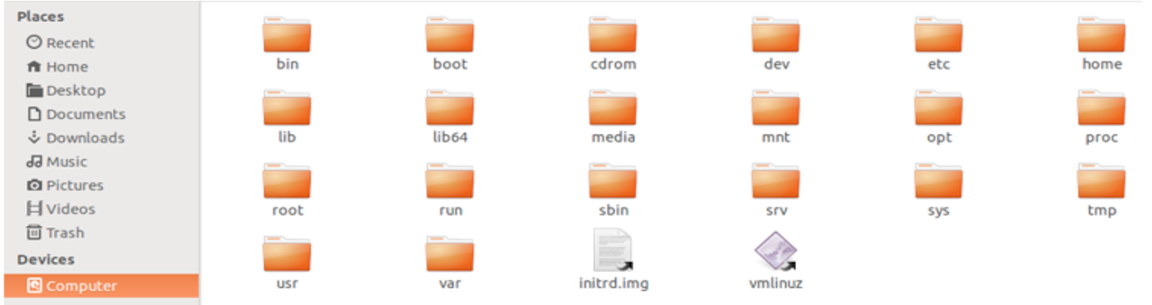 Places
Recent
Home
Desktop
Documents
Downloads
Music
Pictures
Videos
Trash
Devices
Computer
bin boot cdrom dev etc home
lib lib64 media mnt opt proc
root run sbin srv sys tmp
usr var initrd.img vmlinuz